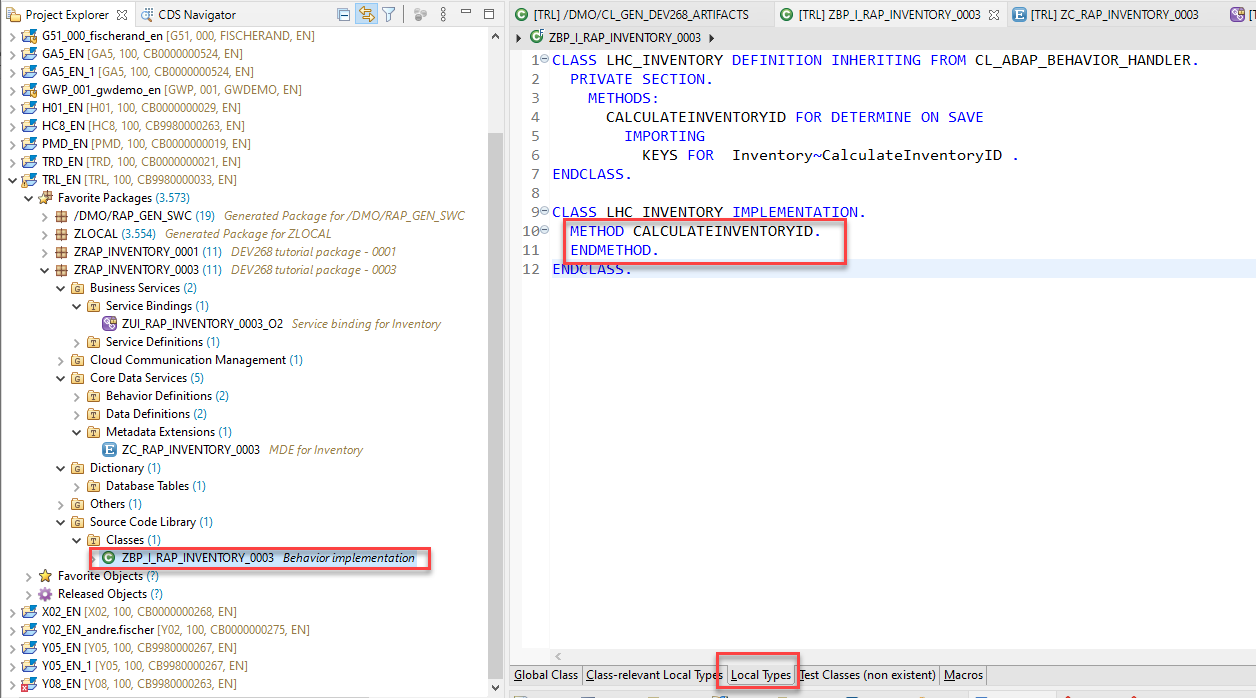 Project Explorer
CDS Navigator
G51_000_fischerand_en [G51, 000, FISCHERAND, EN]
GA5_EN [GA5, 100, CB0000000524, EN]
GA5_EN_1 [GA5, 100, CB0000000524, EN]
GWP_001_gwdemo_en [GWP, 001, GWDEMO, EN]
H01_EN [H01, 100, CB0000000029, EN]
HC8_EN [HC8, 100, CB9980000263, EN]
PMD_EN [PMD, 100, CB0000000019, EN]
TRD_EN [TRD, 100, CB0000000021, EN]
TRL_EN [TRL, 100, CB9980000033, EN]
Favorite Packages (3.573)
/DMO/RAP_GEN_SWC (19) Generated Package for /DMO/RAP_GEN_SWC
ZLOCAL (3.554) Generated Package for ZLOCAL
ZRAP_INVENTORY_0001 (11) DEV268 tutorial package - 0001
ZRAP_INVENTORY_0003 (11) DEV268 tutorial package - 0003
Business Services (2)
Service Bindings (1)
ZUI_RAP_INVENTORY_0003_O2 Service binding for Inventory
Service Definitions (1)
Cloud Communication Management (1)
Core Data Services (5)
Behavior Definitions (2)
Data Definitions (2)
Metadata Extensions (1)
ZC_RAP_INVENTORY_0003 MDE for Inventory
Dictionary (1)
Database Tables (1)
Others (1)
Source Code Library (1)
Classes (1)
ZBP_I_RAP_INVENTORY_0003 Behavior implementation
Favorite Objects (?)
Released Objects (?)
X02_EN [X02, 100, CB0000000268, EN]
Y02_EN_andre.fischer [Y02, 100, CB0000000275, EN]
Y05_EN [Y05, 100, CB9980000267, EN]
Y05_EN_1 [Y05, 100, CB9980000267, EN]
Y08_EN [Y08, 100, CB9980000263, EN]
[TRL] /DMO/CL_GEN_DEV268_ARTIFACTS
[TRL] ZBP_I_RAP_INVENTORY_0003
[TRL] ZC_RAP_INVENTORY_0003
ZBP_I_RAP_INVENTORY_0003
1 CLASS LHC_INVENTORY DEFINITION INHERITING FROM CL_ABAP_BEHAVIOR_HANDLER.
2 PRIVATE SECTION.
3 METHODS:
4 CALCULATEINVENTORYID FOR DETERMINE ON SAVE
5 IMPORTING
6 KEYS FOR Inventory~CalculateInventoryID .
7 ENDCLASS.
8
9 CLASS LHC_INVENTORY IMPLEMENTATION.
10 METHOD CALCULATEINVENTORYID.
11 ENDMETHOD.
12 ENDCLASS.
Global Class
Class-relevant Local Types
Local Types
Test Classes (non existent)
Macros